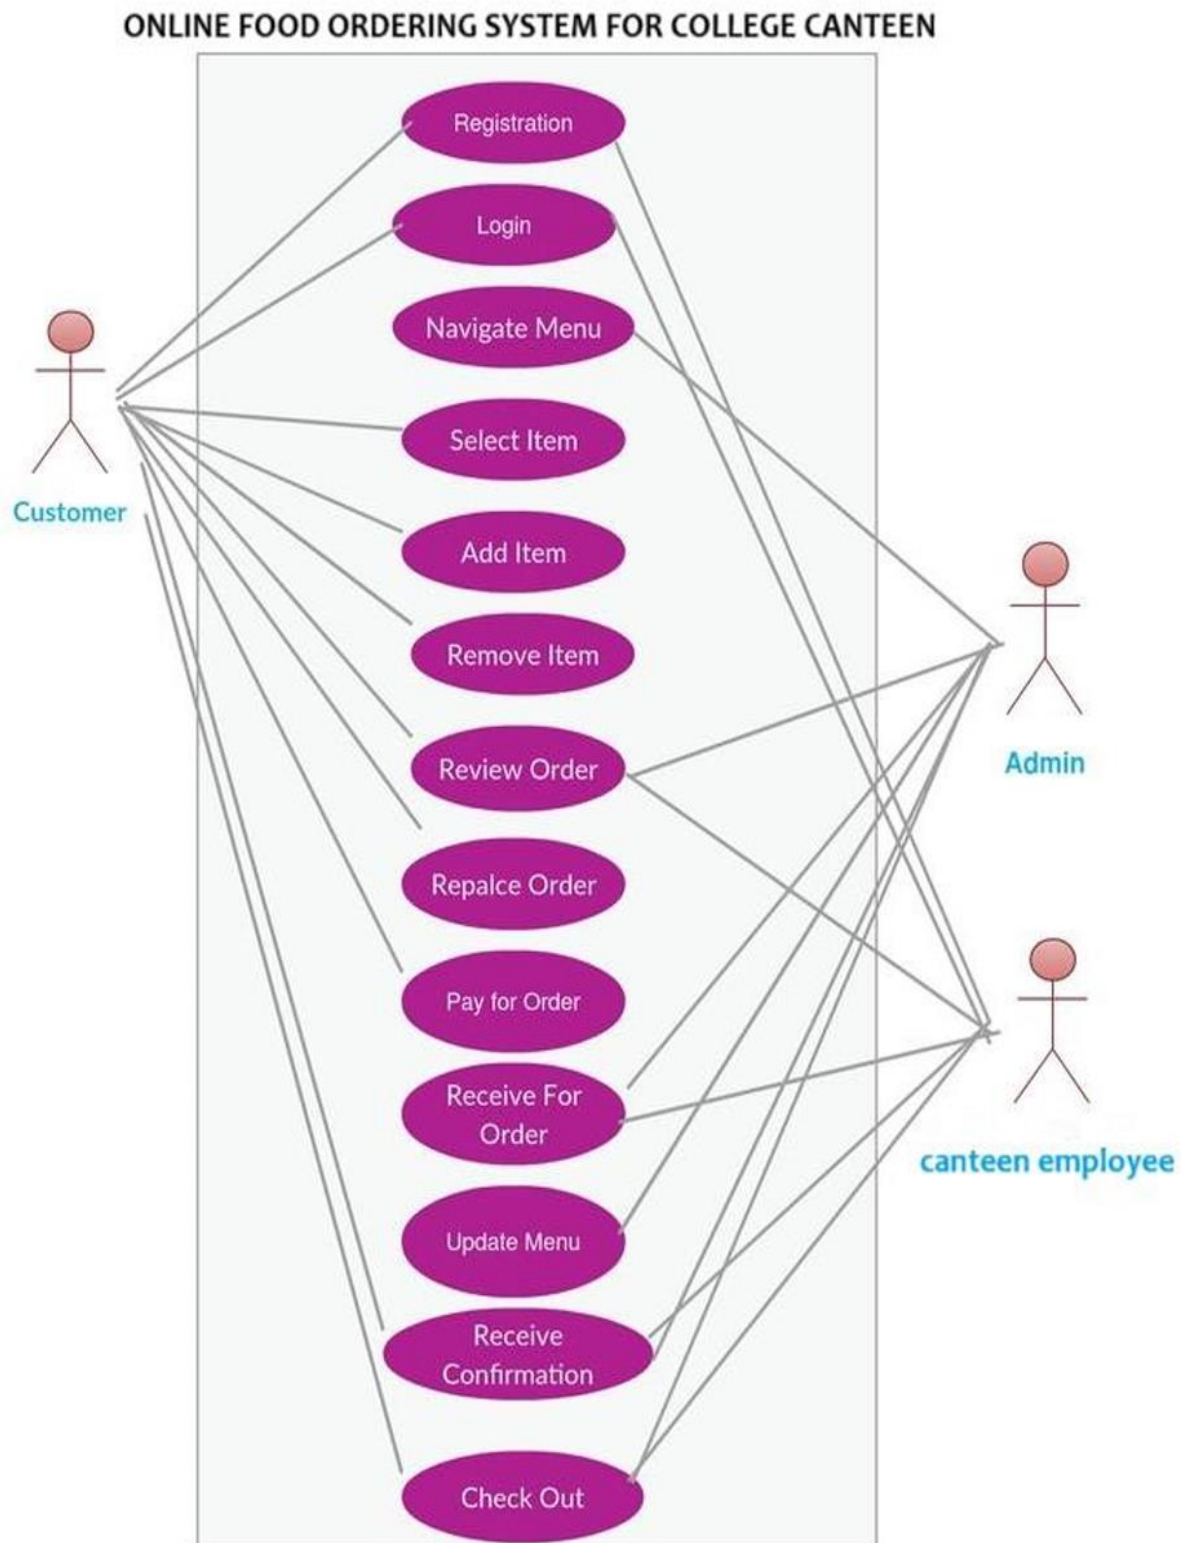 ONLINE FOOD ORDERING SYSTEM FOR COLLEGE CANTEEN
Registration
Login
Navigate Menu
Select Item
Customer
Add Item
Remove Item
Review Order
Admin
Repalce Order
Pay for Order
Receive For
Order
canteen employee
Update Menu
Receive
Confirmation
Check Out